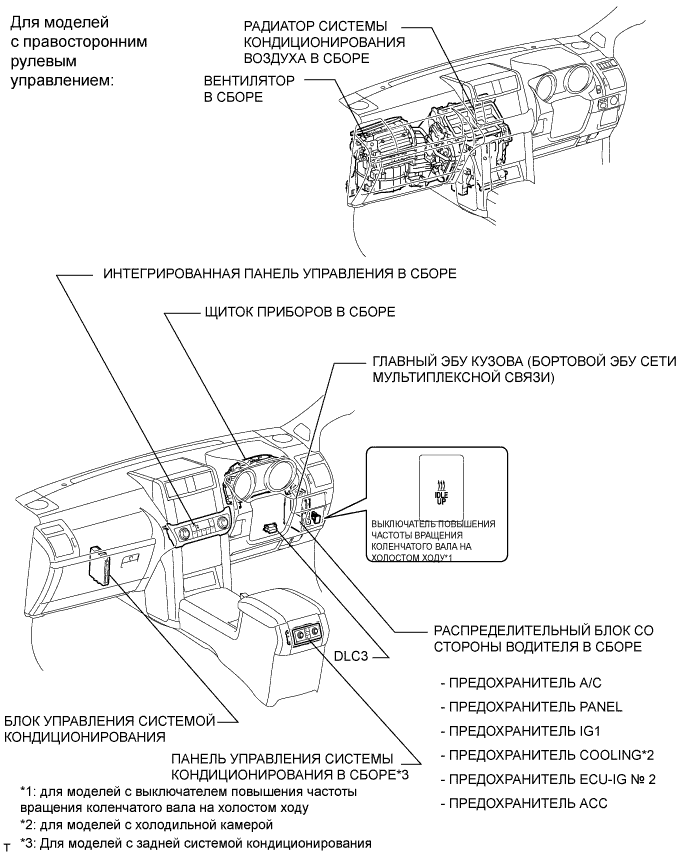 Для моделей
с правосторонним
рулевым
управлением:
РАДИАТОР СИСТЕМЫ
КОНДИЦИОНИРОВАНИЯ
ВОЗДУХА В СБОРЕ
ВЕНТИЛЯТОР
В СБОРЕ
ИНТЕГРИРОВАННАЯ ПАНЕЛЬ УПРАВЛЕНИЯ В СБОРЕ
ЩИТОК ПРИБОРОВ В СБОРЕ
ГЛАВНЫЙ ЭБУ КУЗОВА (БОРТОВОЙ ЭБУ СЕТИ
МУЛЬТИПЛЕКСНОЙ СВЯЗИ)
IDLE
UP
ВЫКЛЮЧАТЕЛЬ ПОВЫШЕНИЯ
ЧАСТОТЫ ВРАЩЕНИЯ
КОЛЕНЧАТОГО ВАЛА НА
ХОЛОСТОМ ХОДУ*1
РАСПРЕДЕЛИТЕЛЬНЫЙ БЛОК СО
СТОРОНЫ ВОДИТЕЛЯ В СБОРЕ
DLC3
- ПРЕДОХРАНИТЕЛЬ A/C
- ПРЕДОХРАНИТЕЛЬ PANEL
- ПРЕДОХРАНИТЕЛЬ IG1
- ПРЕДОХРАНИТЕЛЬ COOLING*2
- ПРЕДОХРАНИТЕЛЬ ECU-IG № 2
- ПРЕДОХРАНИТЕЛЬ ACC
БЛОК УПРАВЛЕНИЯ СИСТЕМОЙ
КОНДИЦИОНИРОВАНИЯ
ПАНЕЛЬ УПРАВЛЕНИЯ СИСТЕМЫ
КОНДИЦИОНИРОВАНИЯ В СБОРЕ*3
*1: для моделей с выключателем повышения частоты
вращения коленчатого вала на холостом ходу
*2: для моделей с холодильной камерой
т *3: Для моделей с задней системой кондиционирования